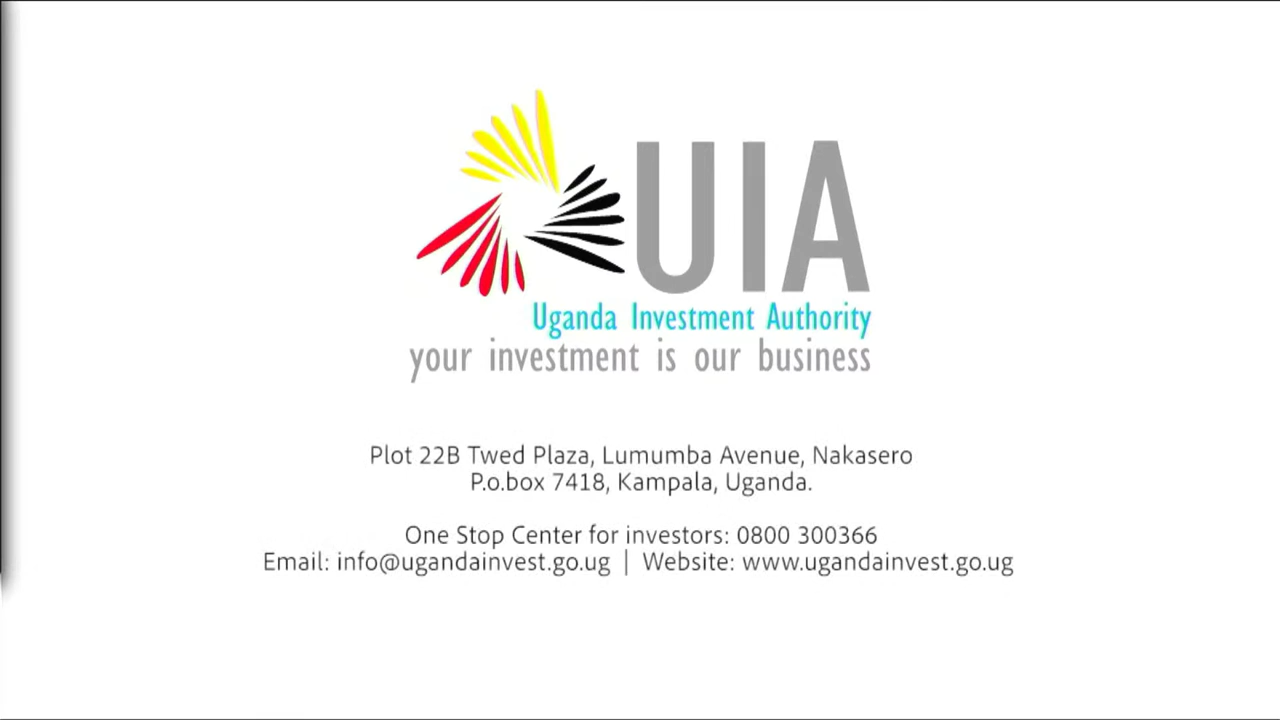 UIA
Uganda Investment Authority
your investment is our business
Plot 22B Twed Plaza, Lumumba Avenue, Nakasero
P.o.box 7418, Kampala, Uganda.
One Stop Center for investors: 0800 300366
Email: info@ugandainvest.go.ug | Website: www.ugandainvest.go.ug